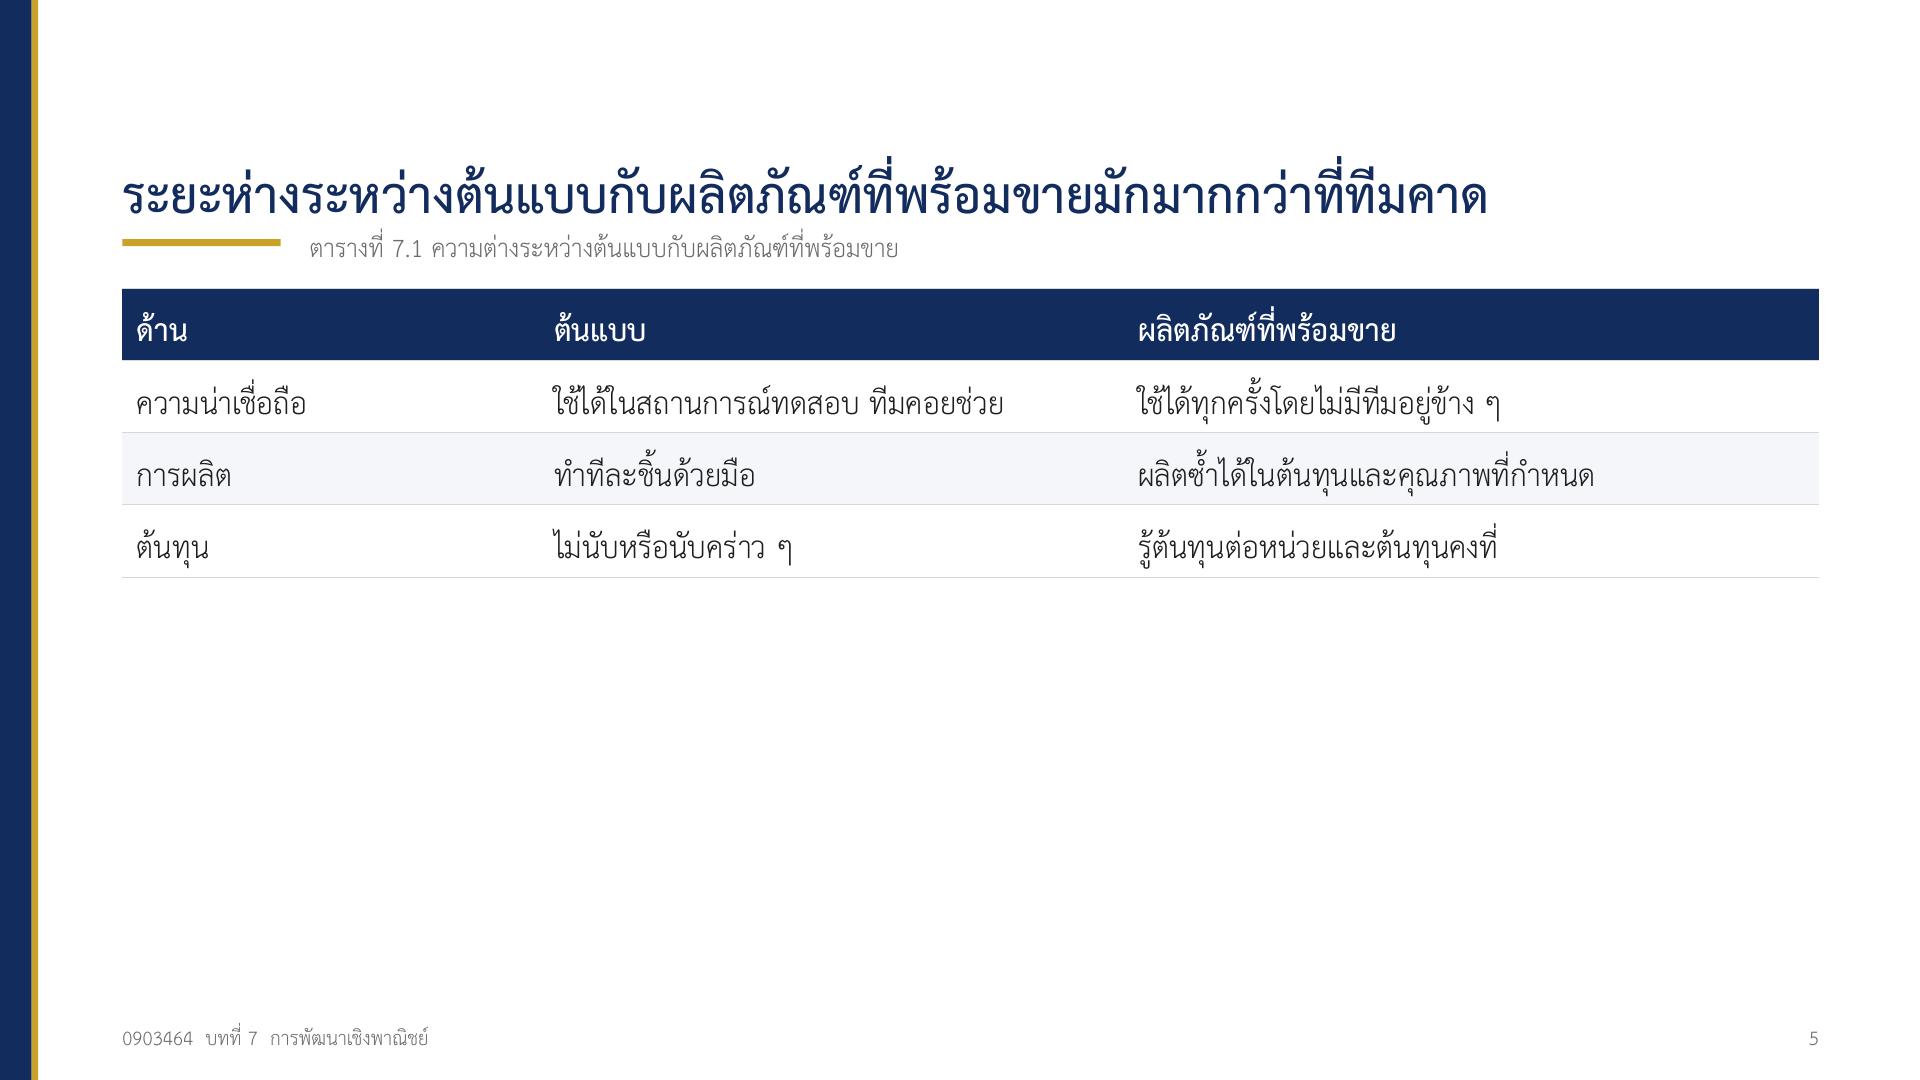 ระยะห่างระหว่างต้นแบบกับผลิตภัณฑ์ที่พร้อมขายมักมากกว่าที่ทีมคาด
ตารางที่ 7.1 ความต่างระหว่างต้นแบบกับผลิตภัณฑ์ที่พร้อมขาย
ด้าน ต้นแบบ ผลิตภัณฑ์ที่พร้อมขาย
ความน่าเชื่อถือ ใช้ได้ในสถานการณ์ทดสอบ ทีมคอยช่วย ใช้ได้ทุกครั้งโดยไม่มีทีมอยู่ข้าง ๆ
การผลิต ทำทีละชิ้นด้วยมือ ผลิตซ้ำได้ในต้นทุนและคุณภาพที่กำหนด
ต้นทุน ไม่นับหรือนับคร่าว ๆ รู้ต้นทุนต่อหน่วยและต้นทุนคงที่
0903464 บทที่ 7 การพัฒนาเชิงพาณิชย์ 5